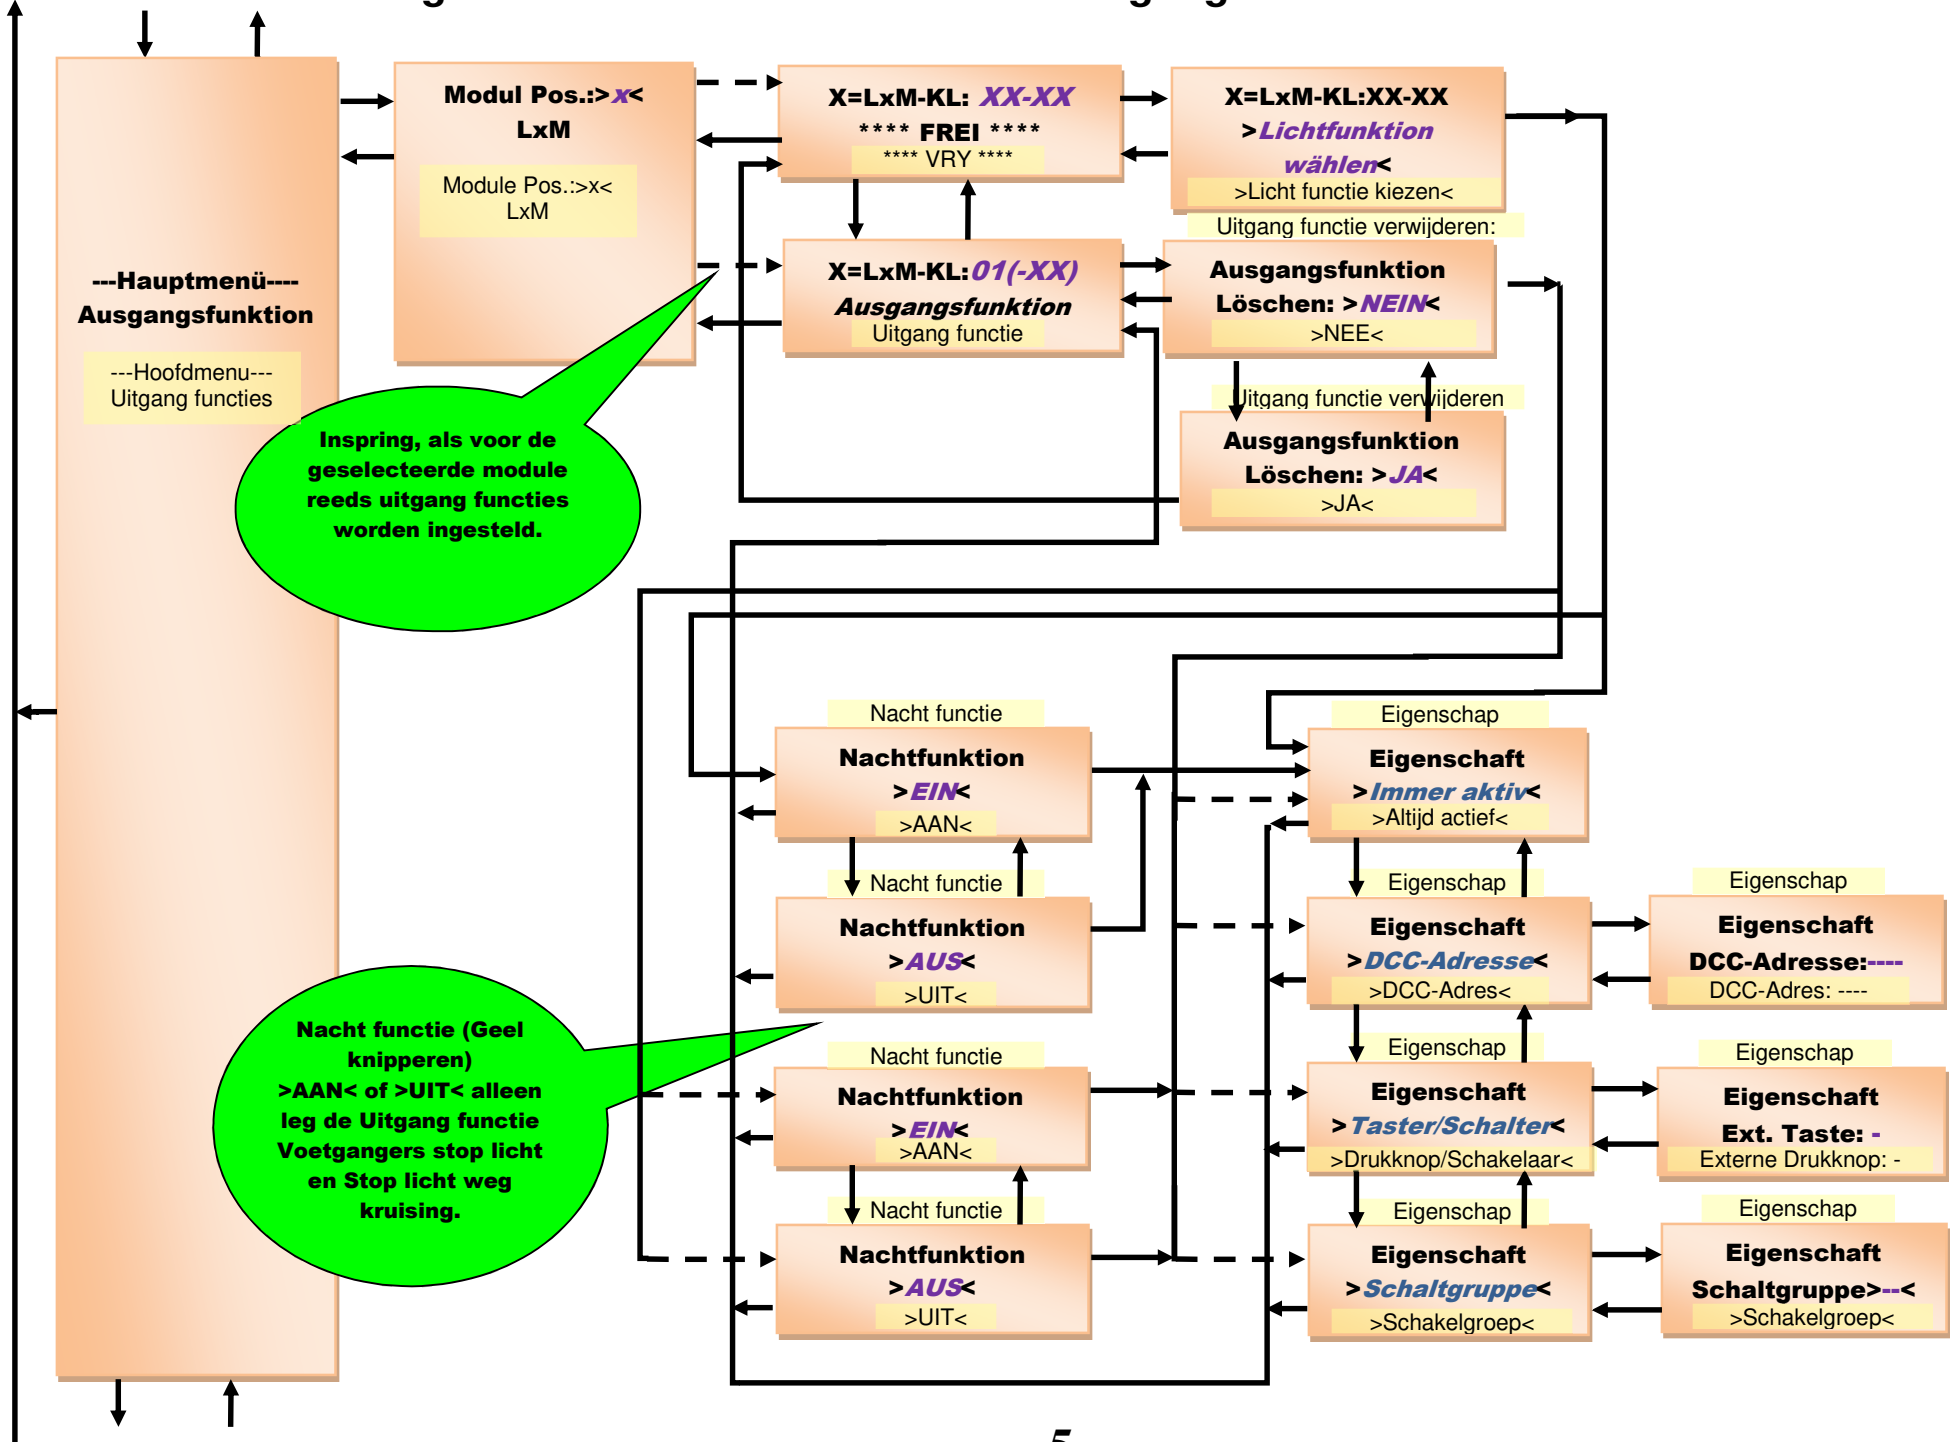 ---Hauptmenü----
Ausgangsfunktion
---Hoofdmenu---
Uitgang functies
Modul Pos.:>x<
LxM
Module Pos.:>x<
LxM
X=LxM-KL: XX-XX
**** FREI ****
**** VRY ****
X=LxM-KL:XX-XX
>Lichtfunktion
wählen<
>Licht functie kiezen<
X=LxM-KL:01(-XX)
Ausgangsfunktion
Uitgang functie
Uitgang functie verwijderen:
Ausgangsfunktion
Löschen: >NEIN<
>NEE<
Uitgang functie verwijderen
Ausgangsfunktion
Löschen: >JA<
>JA<
Inspring, als voor de
geselecteerde module
reeds uitgang functies
worden ingesteld.
Nacht functie
Nachtfunktion
>EIN<
>AAN<
Nacht functie
Nachtfunktion
>AUS<
>UIT<
Nacht functie
Nachtfunktion
>EIN<
>AAN<
Nacht functie
Nachtfunktion
>AUS<
>UIT<
Nacht functie (Geel
knipperen)
>AAN< of >UIT< alleen
leg de Uitgang functie
Voetgangers stop licht
en Stop licht weg
kruising.
Eigenschap
Eigenschaft
>Immer aktiv<
>Altijd actief<
Eigenschap
Eigenschaft
>DCC-Adresse<
>DCC-Adres<
Eigenschap
Eigenschaft
DCC-Adresse:----
DCC-Adres: ----
Eigenschap
Eigenschaft
>Taster/Schalter<
>Drukknop/Schakelaar<
Eigenschap
Eigenschaft
Ext. Taste: -
Externe Drukknop: -
Eigenschap
Eigenschaft
>Schaltgruppe<
>Schakelgroep<
Eigenschap
Eigenschaft
Schaltgruppe>--<
>Schakelgroep<
5